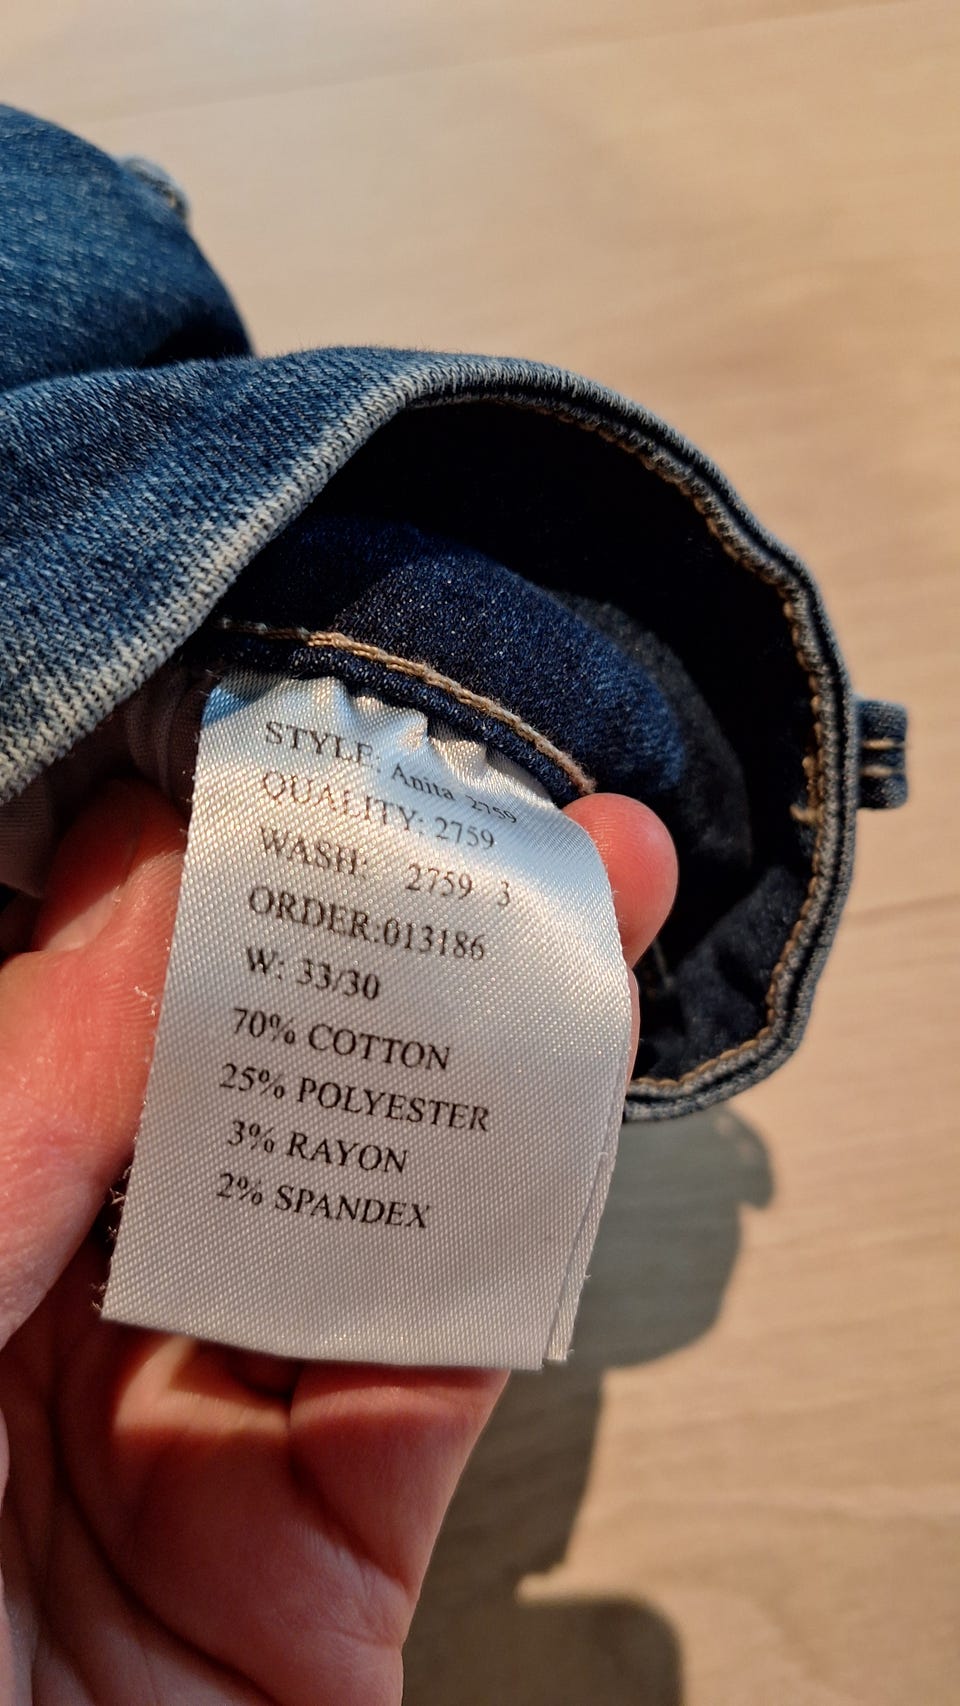 STYLE: Anita 2759
QUALITY: 2759
WASH: 2759 3
ORDER:013186
W: 33/30
70% COTTON
25% POLYESTER
3% RAYON
2% SPANDEX